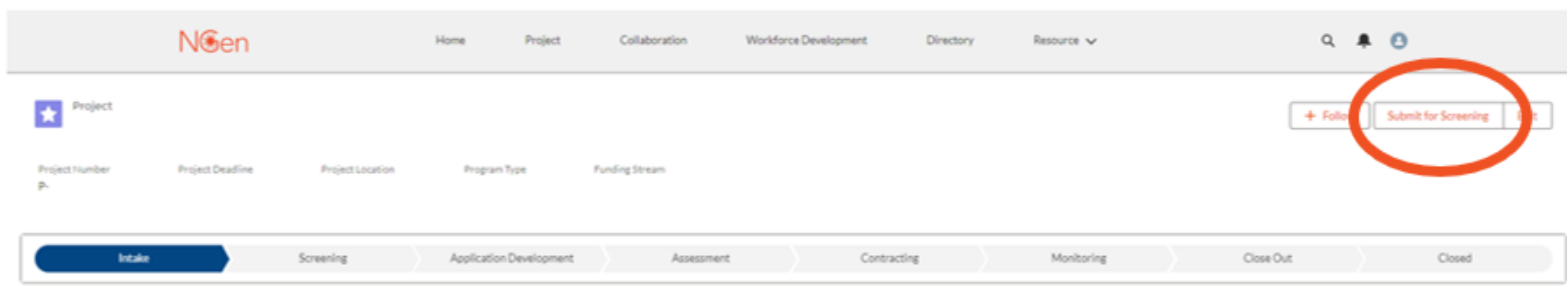 NGen Home Project Collaboration Workforce Development Directory Resource
Project
+ Follow Submit for Screening
Project Number Project Deadline Project Location Program Type Funding Stream
P-
Intake Screening Application Development Assessment Contracting Monitoring Close Out Closed